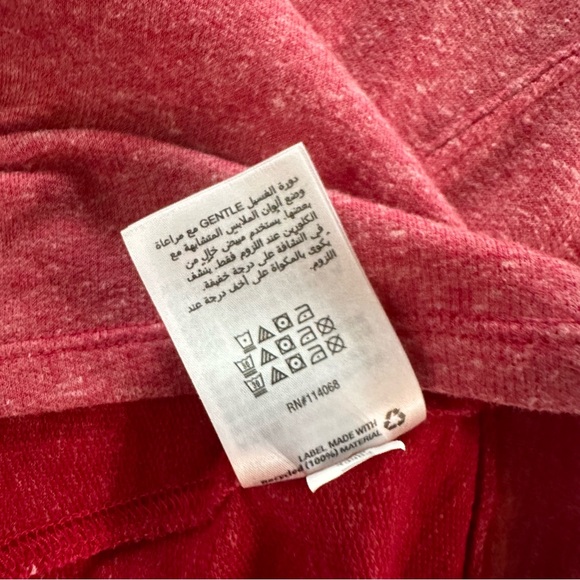 دورة الغسيل GENTLE مع مراعاة
وضع ألوان الملابس المتشابهة مع
بعضها. يستخدم مبيض خالٍ من
الكلورين عند اللزوم فقط. ينشف
في النشافة على درجة خفيفة.
يكوى بالمكواة على أخف درجة عند
اللزوم.
RN#114068
LABEL MADE WITH
Recycled (100%) MATERIAL